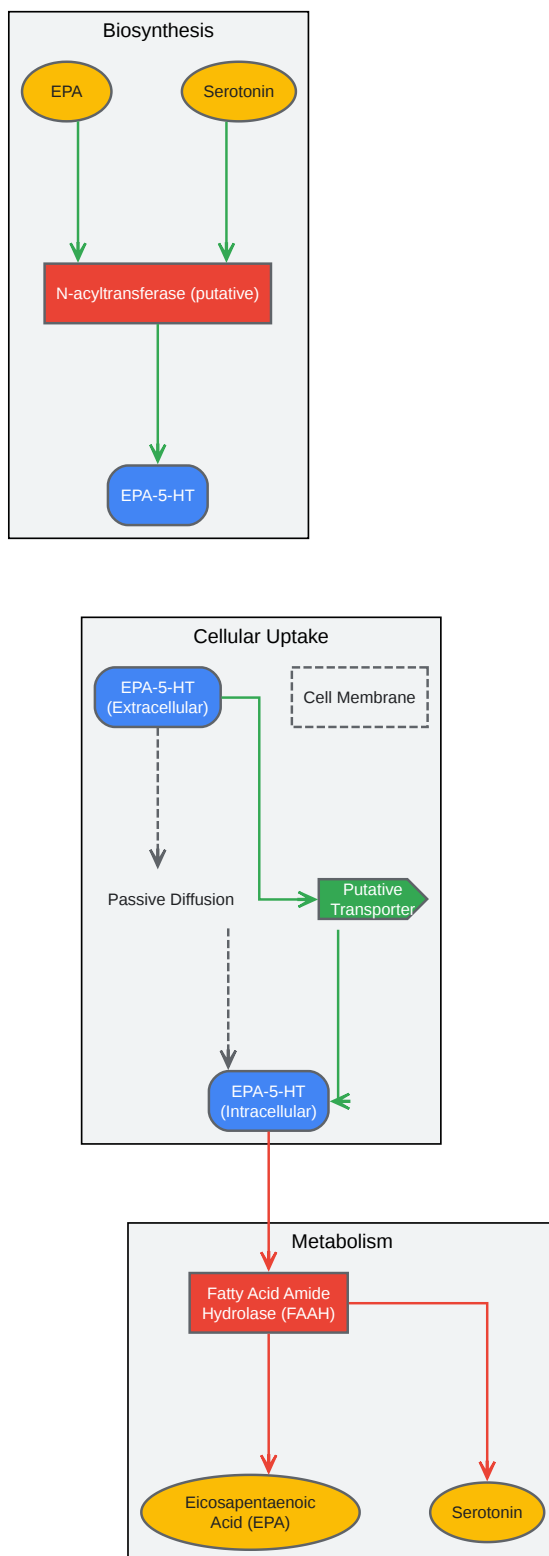 Biosynthesis
EPA
Serotonin
N-acyltransferase (putative)
EPA-5-HT
Cellular Uptake
EPA-5-HT
(Extracellular)
Cell Membrane
Passive Diffusion
Putative
Transporter
EPA-5-HT
(Intracellular)
Metabolism
Fatty Acid Amide
Hydrolase (FAAH)
Eicosapentaenoic
Acid (EPA)
Serotonin